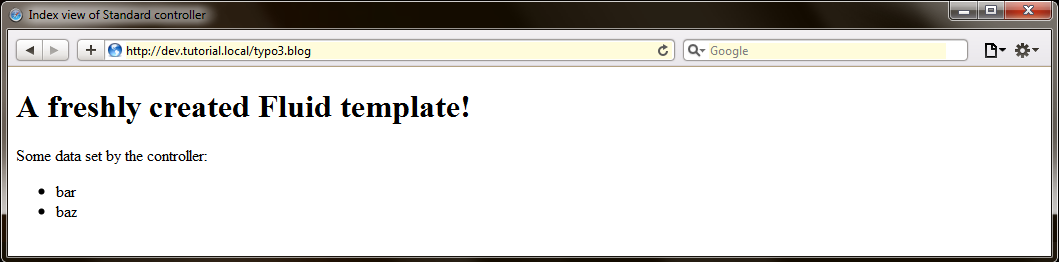 Index view of Standard controller
http://dev.tutorial.local/typo3.blog
Google
A freshly created Fluid template!
Some data set by the controller:
bar
baz